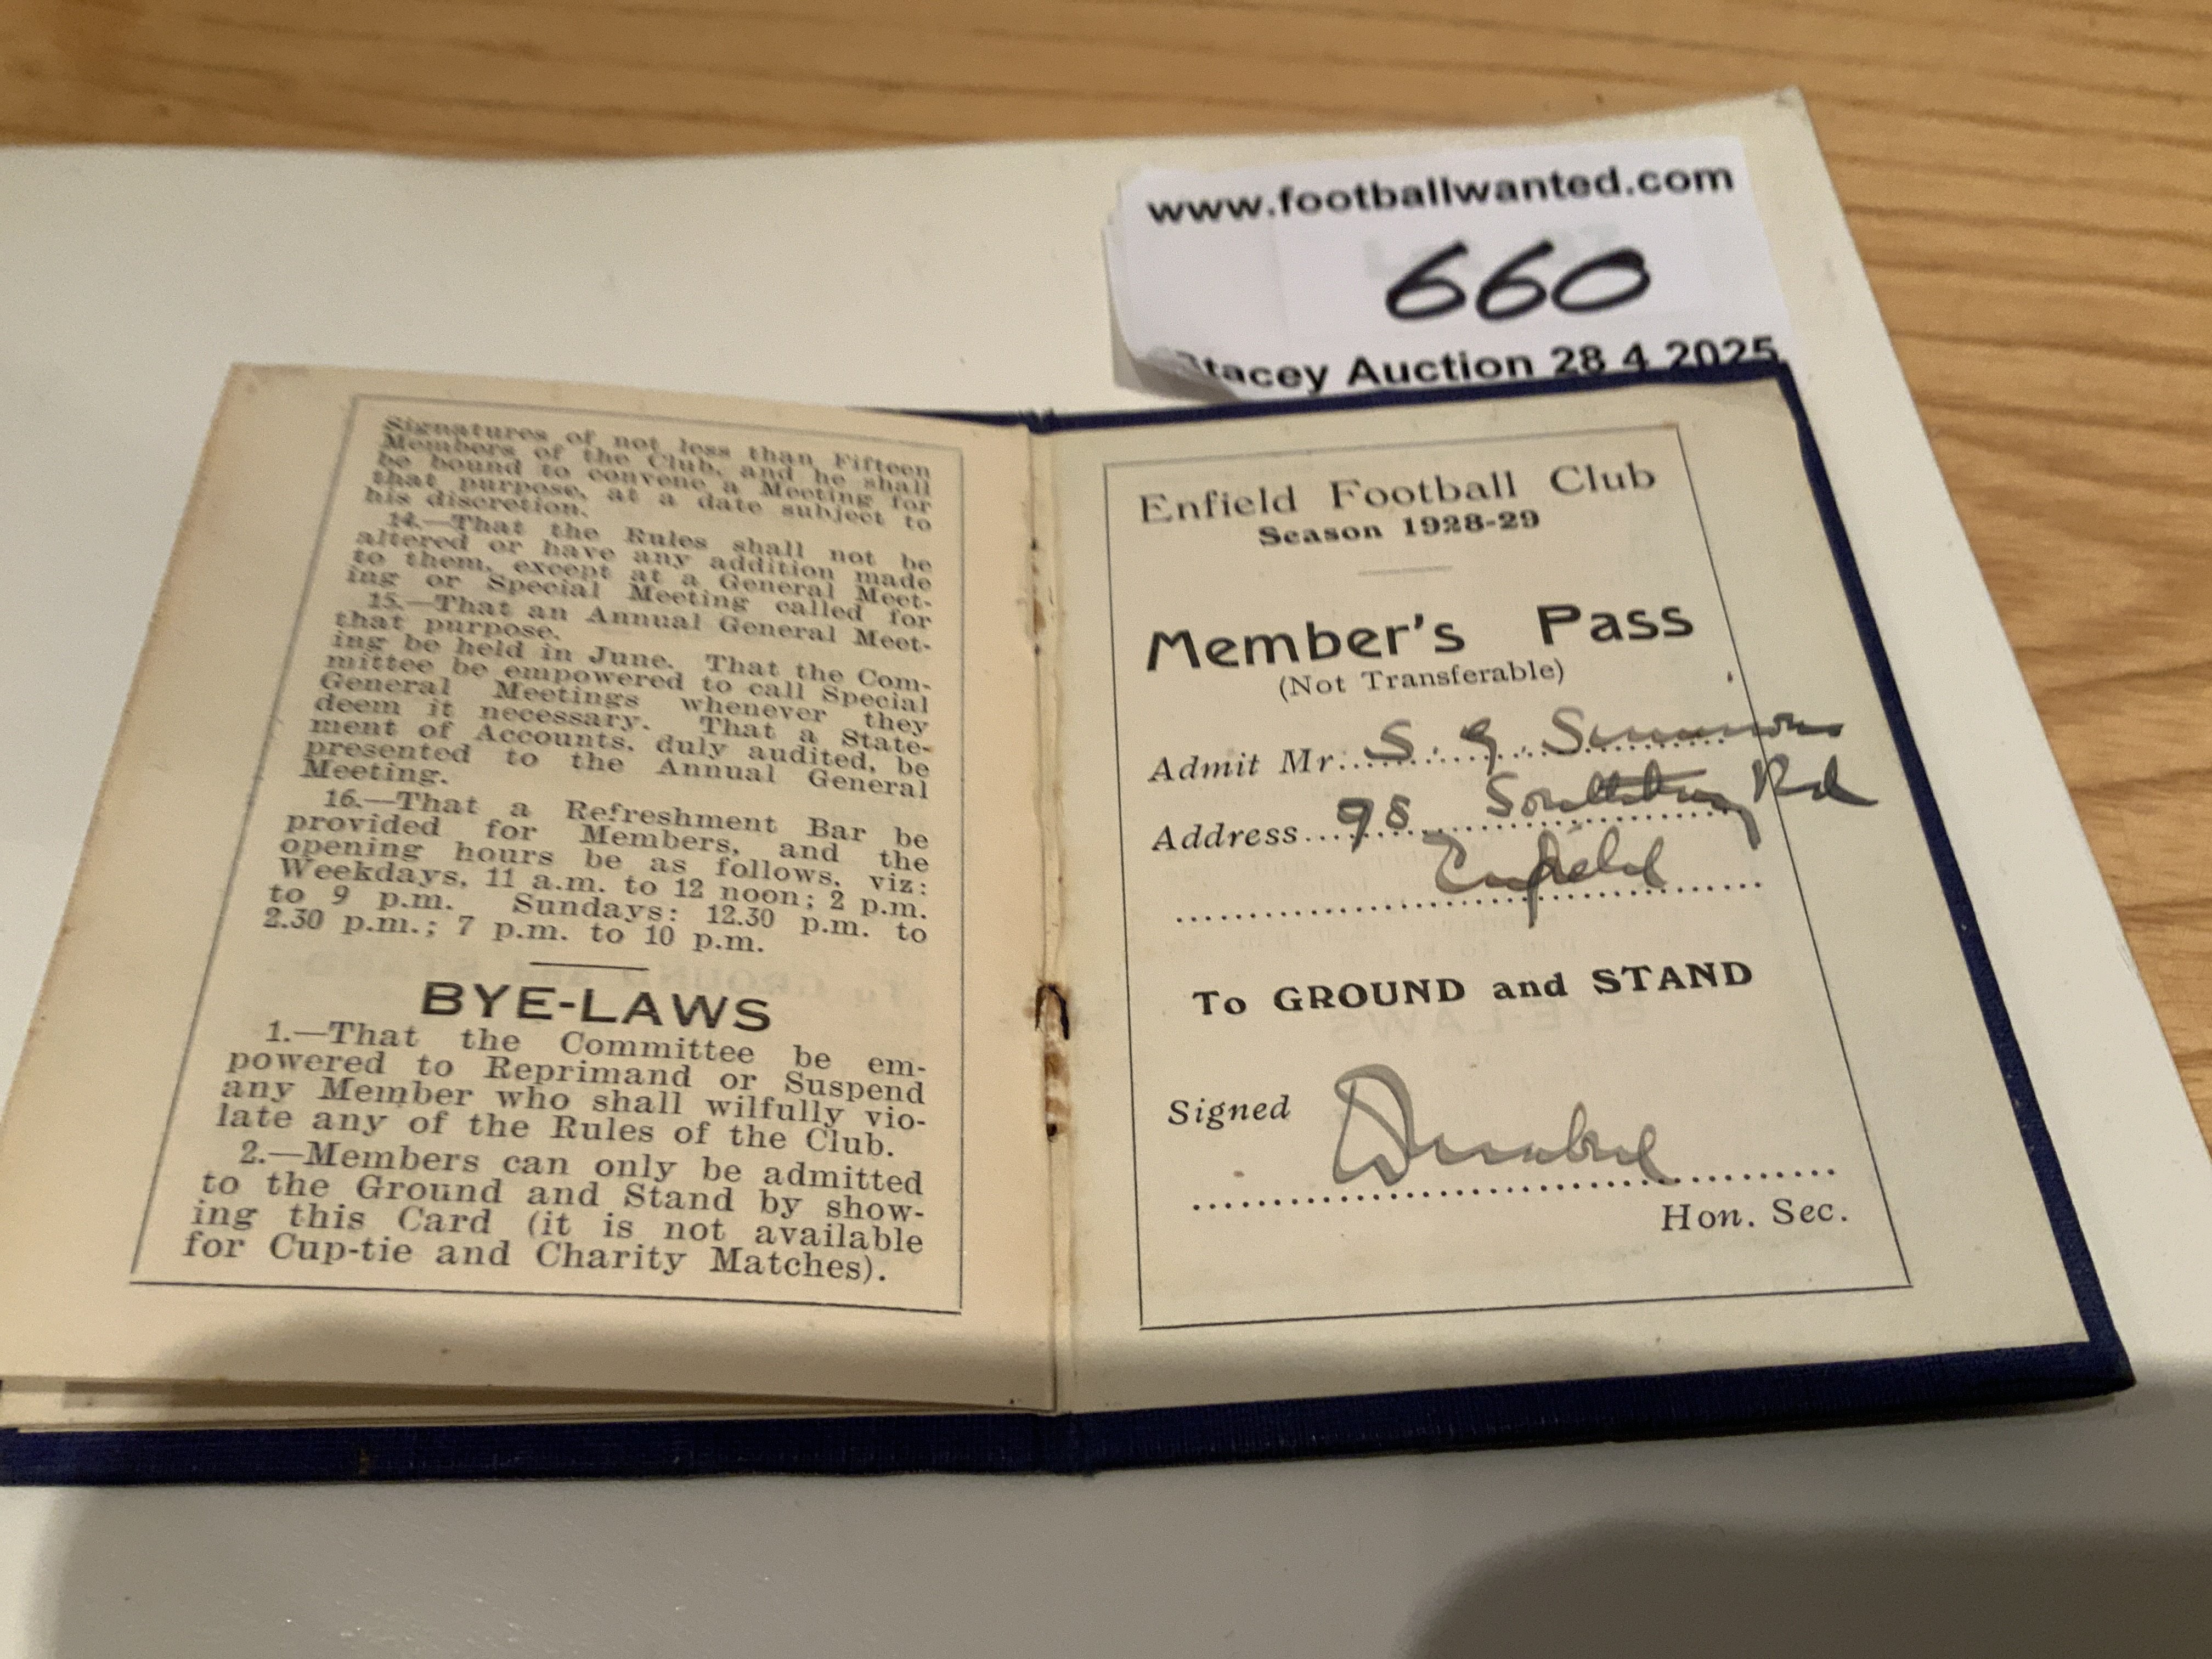 www.footballwanted.com
660
Stacey Auction 28 4 2025
Signatures of not less than Fifteen
Members of the Club, and he shall
be bound to convene a Meeting for
that purpose, at a date subject to
his discretion.
14.—That the Rules shall not be
altered or have any addition made
to them, except at a General Meet-
ing or Special Meeting called for
that purpose.
15.—That an Annual General Meet-
ing be held in June. That the Com-
mittee be empowered to call Special
General Meetings whenever they
deem it necessary. That a State-
ment of Accounts, duly audited, be
presented to the Annual General
Meeting.
16.—That a Refreshment Bar be
provided for Members, and the
opening hours be as follows, viz:
Weekdays, 11 a.m. to 12 noon; 2 p.m.
to 9 p.m. Sundays: 12.30 p.m. to
2.30 p.m.; 7 p.m. to 10 p.m.
BYE-LAWS
1.—That the Committee be em-
powered to Reprimand or Suspend
any Member who shall wilfully vio-
late any of the Rules of the Club.
2.—Members can only be admitted
to the Ground and Stand by show-
ing this Card (it is not available
for Cup-tie and Charity Matches).
Enfield Football Club
Season 1928-29
Member's Pass
(Not Transferable)
Admit Mr. S. G. Simmons
Address 98 Southbury Rd
Enfield
To GROUND and STAND
Signed
Hon. Sec.